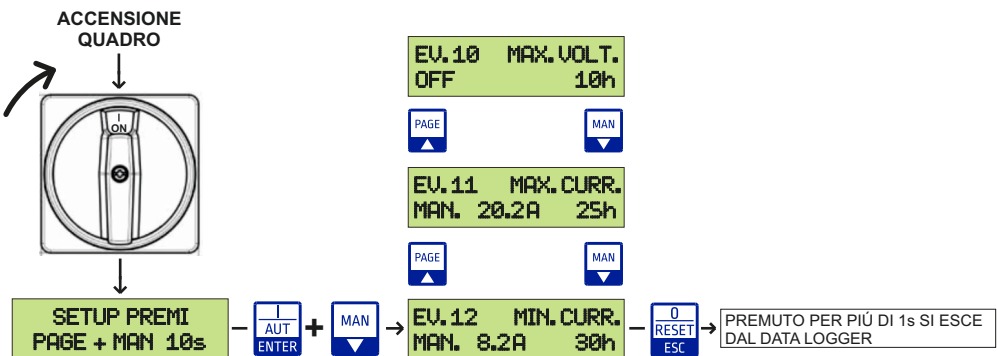 ACCENSIONE
QUADRO
I
ON
SETUP PREMI
PAGE + MAN 10s
I
AUT
ENTER
+
MAN
EV.10 MAX.VOLT.
OFF 10h
PAGE
MAN
EV.11 MAX.CURR.
MAN. 20.2A 25h
PAGE
MAN
EV.12 MIN.CURR.
MAN. 8.2A 30h
0
RESET
ESC
PREMUTO PER PIÚ DI 1s SI ESCE
DAL DATA LOGGER